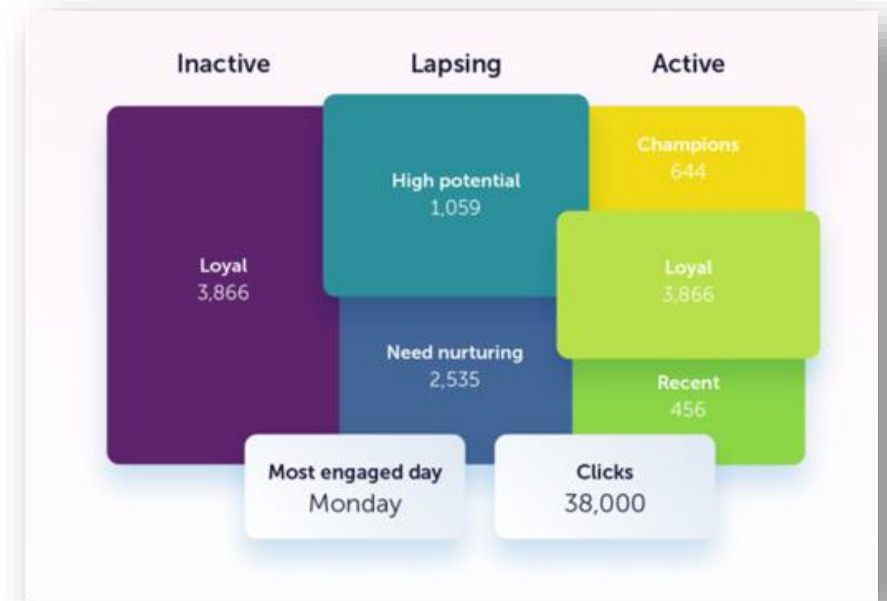 Inactive
Lapsing
Active
Loyal
3,866
High potential
1,059
Need nurturing
2,535
Champions
644
Loyal
3,866
Recent
456
Most engaged day
Monday
Clicks
38,000